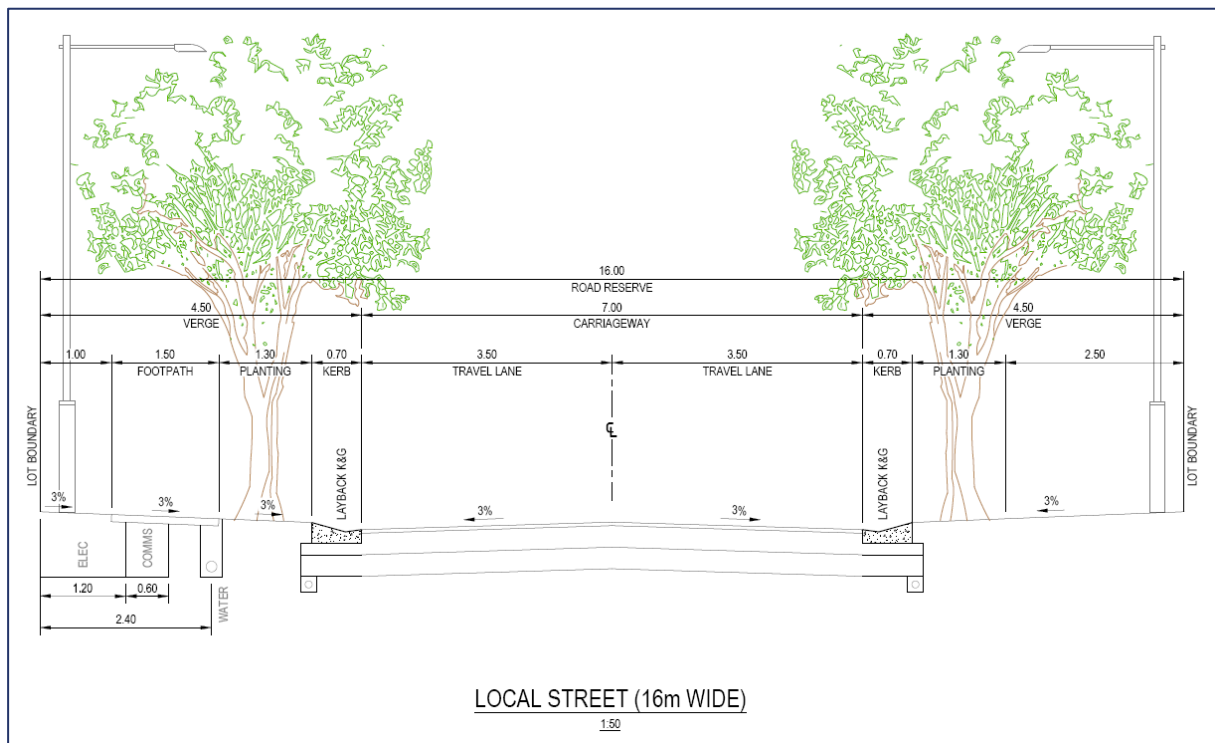 16.00
ROAD RESERVE
4.50 7.00 4.50
VERGE CARRIAGEWAY VERGE
1.00 1.50 1.30 0.70 3.50 3.50 0.70 1.30 2.50
FOOTPATH PLANTING KERB TRAVEL LANE TRAVEL LANE KERB PLANTING
LOT BOUNDARY
LAYBACK K&G
℄
LAYBACK K&G
LOT BOUNDARY
3% 3% 3% 3% 3% 3%
ELEC
COMMS
WATER
1.20 0.60
2.40
LOCAL STREET (16m WIDE)
1:50